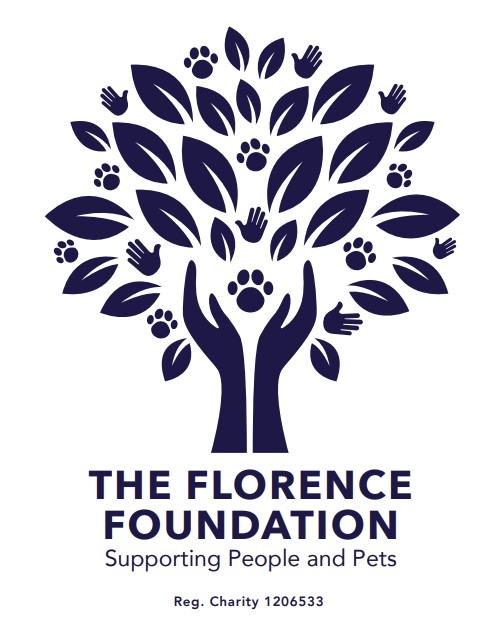 THE FLORENCE
FOUNDATION
Supporting People and Pets
Reg. Charity 1206533